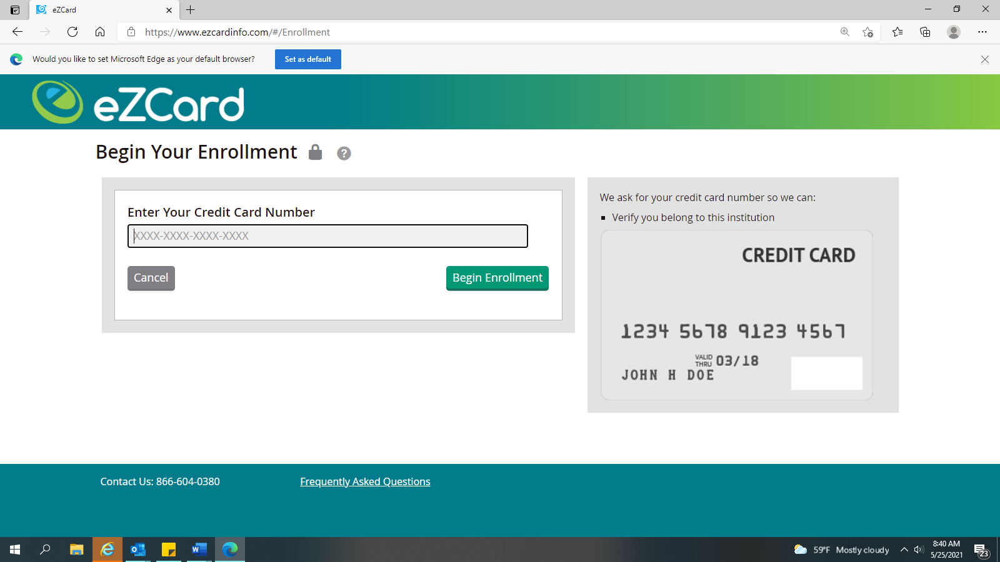 eZCard
https://www.ezcardinfo.com/#/Enrollment
Would you like to set Microsoft Edge as your default browser?
Set as default
eZCard
Begin Your Enrollment
?
Enter Your Credit Card Number
XXXX-XXXX-XXXX-XXXX
Cancel
Begin Enrollment
We ask for your credit card number so we can:
▪ Verify you belong to this institution
CREDIT CARD
1234 5678 9123 4567
VALID THRU 03/18
JOHN H DOE
Contact Us: 866-604-0380
Frequently Asked Questions
59°F Mostly cloudy
8:40 AM
5/25/2021
23